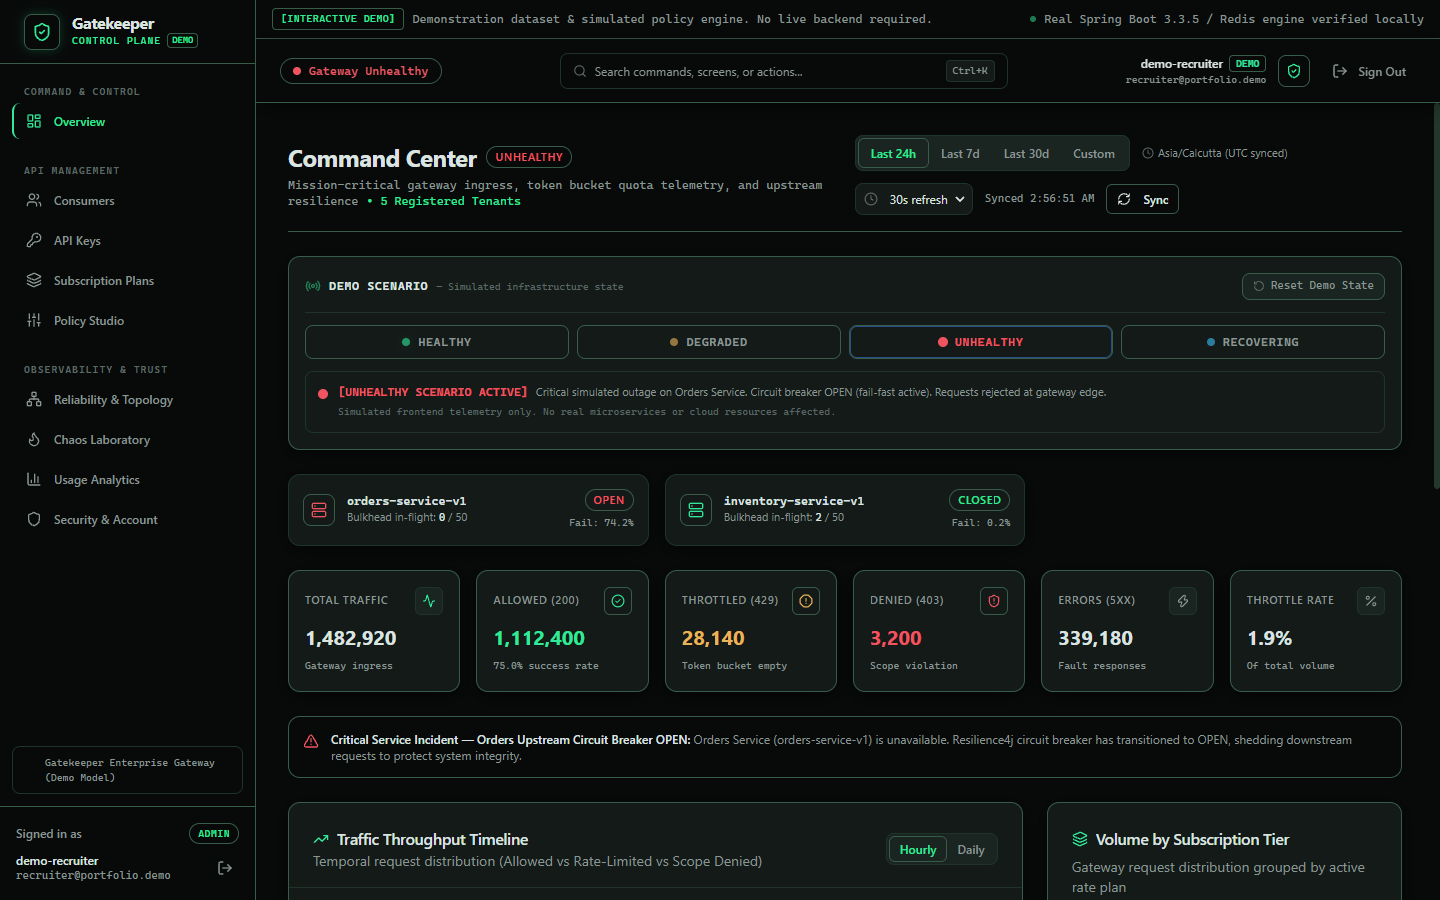 Gatekeeper
CONTROL PLANE DEMO
COMMAND & CONTROL
Overview
API MANAGEMENT
Consumers
API Keys
Subscription Plans
Policy Studio
OBSERVABILITY & TRUST
Reliability & Topology
Chaos Laboratory
Usage Analytics
Security & Account
Gatekeeper Enterprise Gateway
(Demo Model)
Signed in as ADMIN
demo-recruiter
recruiter@portfolio.demo
[INTERACTIVE DEMO] Demonstration dataset & simulated policy engine. No live backend required.
Real Spring Boot 3.3.5 / Redis engine verified locally
Gateway Unhealthy
Search commands, screens, or actions... Ctrl+K
demo-recruiter DEMO
recruiter@portfolio.demo
Sign Out
Command Center UNHEALTHY
Mission-critical gateway ingress, token bucket quota telemetry, and upstream
resilience • 5 Registered Tenants
Last 24h Last 7d Last 30d Custom Asia/Calcutta (UTC synced)
30s refresh Synced 2:56:51 AM Sync
DEMO SCENARIO — Simulated infrastructure state
Reset Demo State
HEALTHY DEGRADED UNHEALTHY RECOVERING
[UNHEALTHY SCENARIO ACTIVE] Critical simulated outage on Orders Service. Circuit breaker OPEN (fail-fast active). Requests rejected at gateway edge.
Simulated frontend telemetry only. No real microservices or cloud resources affected.
orders-service-v1 OPEN
Bulkhead in-flight: 0 / 50 Fail: 74.2%
inventory-service-v1 CLOSED
Bulkhead in-flight: 2 / 50 Fail: 0.2%
TOTAL TRAFFIC
1,482,920
Gateway ingress
ALLOWED (200)
1,112,400
75.0% success rate
THROTTLED (429)
28,140
Token bucket empty
DENIED (403)
3,200
Scope violation
ERRORS (5XX)
339,180
Fault responses
THROTTLE RATE
1.9%
Of total volume
Critical Service Incident — Orders Upstream Circuit Breaker OPEN: Orders Service (orders-service-v1) is unavailable. Resilience4j circuit breaker has transitioned to OPEN, shedding downstream
requests to protect system integrity.
Traffic Throughput Timeline
Temporal request distribution (Allowed vs Rate-Limited vs Scope Denied)
Hourly Daily
Volume by Subscription Tier
Gateway request distribution grouped by active
rate plan